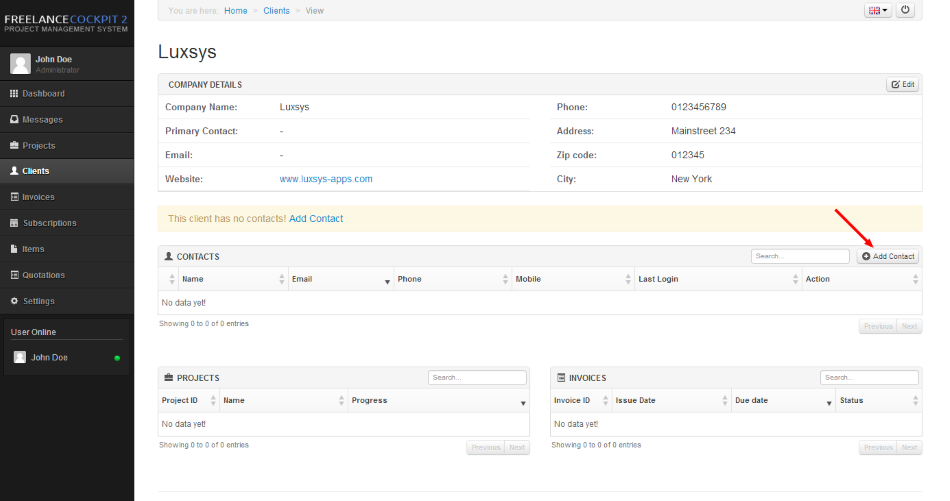 FREELANCECOCKPIT 2
PROJECT MANAGEMENT SYSTEM
John Doe
Administrator
Dashboard
Messages
Projects
Clients
Invoices
Subscriptions
Items
Quotations
Settings
User Online
John Doe
You are here: Home > Clients > View
Luxsys
COMPANY DETAILS Edit
Company Name: Luxsys Phone: 0123456789
Primary Contact: - Address: Mainstreet 234
Email: - Zip code: 012345
Website: www.luxsys-apps.com City: New York
This client has no contacts! Add Contact
CONTACTS Search... Add Contact
Name Email Phone Mobile Last Login Action
No data yet!
Showing 0 to 0 of 0 entries
Previous Next
PROJECTS Search...
Project ID Name Progress
No data yet!
Showing 0 to 0 of 0 entries Previous Next
INVOICES Search...
Invoice ID Issue Date Due date Status
No data yet!
Showing 0 to 0 of 0 entries Previous Next